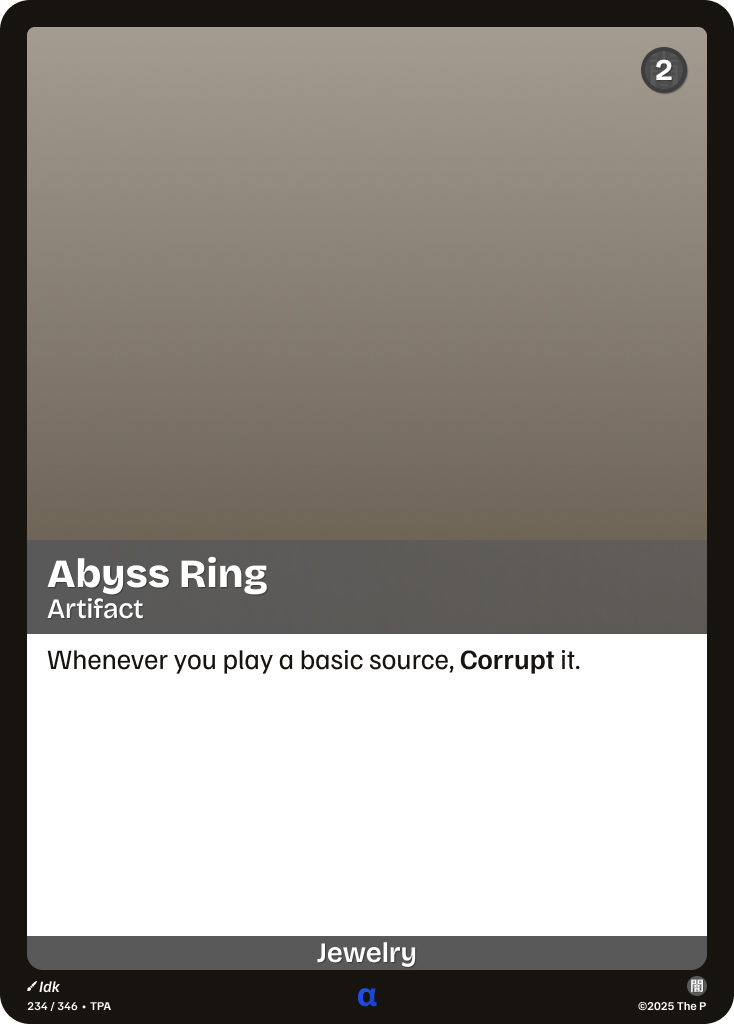 2
Abyss Ring
Artifact
Whenever you play a basic source, Corrupt it.
Jewelry
Idk
234 / 346 • TPA
α
闇
©2025 The P